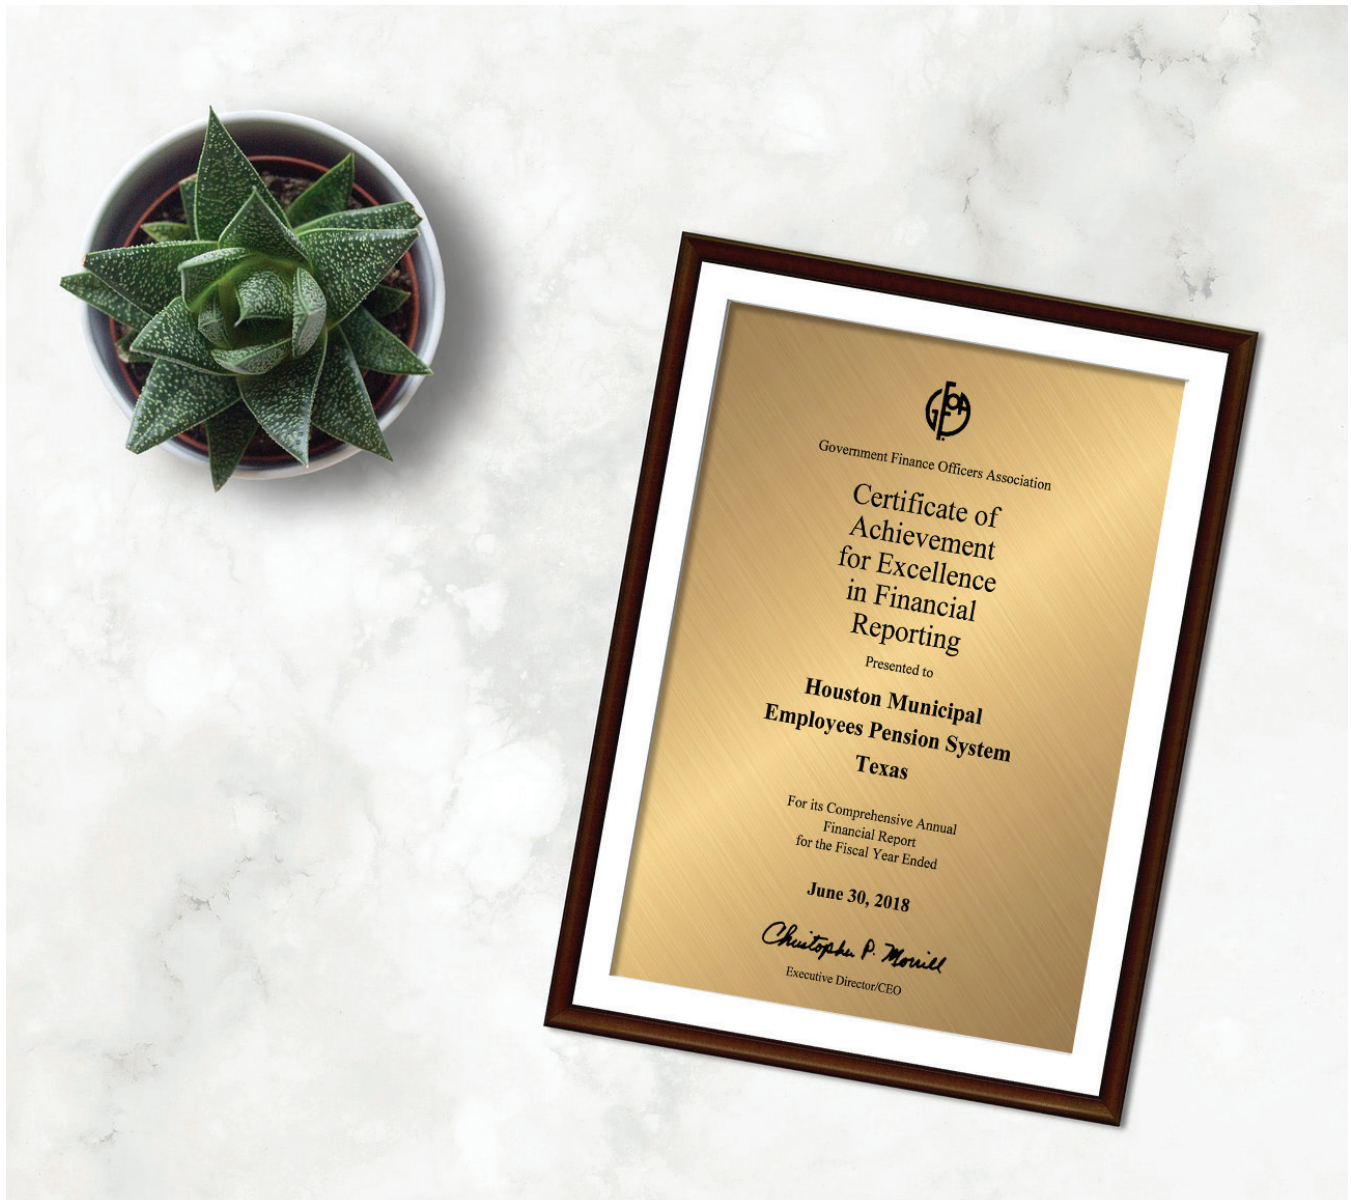 GFOA
Government Finance Officers Association
Certificate of
Achievement
for Excellence
in Financial
Reporting
Presented to
Houston Municipal
Employees Pension System
Texas
For its Comprehensive Annual
Financial Report
for the Fiscal Year Ended
June 30, 2018
Christopher P. Morrill
Executive Director/CEO